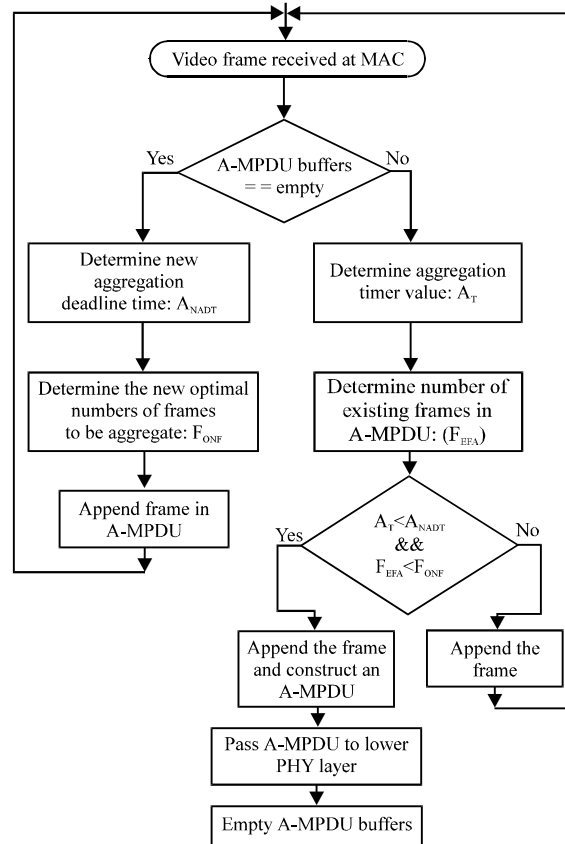 Video frame received at MAC
Yes
A-MPDU buffers
= = empty
No
Determine new
aggregation
deadline time: A_NADT
Determine aggregation
timer value: A_T
Determine the new optimal
numbers of frames
to be aggregate: F_ONF
Determine number of
existing frames in
A-MPDU: (F_EFA)
Append frame in
A-MPDU
Yes
A_T<A_NADT
&&
F_EFA<F_ONF
No
Append the frame
and construct an
A-MPDU
Append the
frame
Pass A-MPDU to lower
PHY layer
Empty A-MPDU buffers